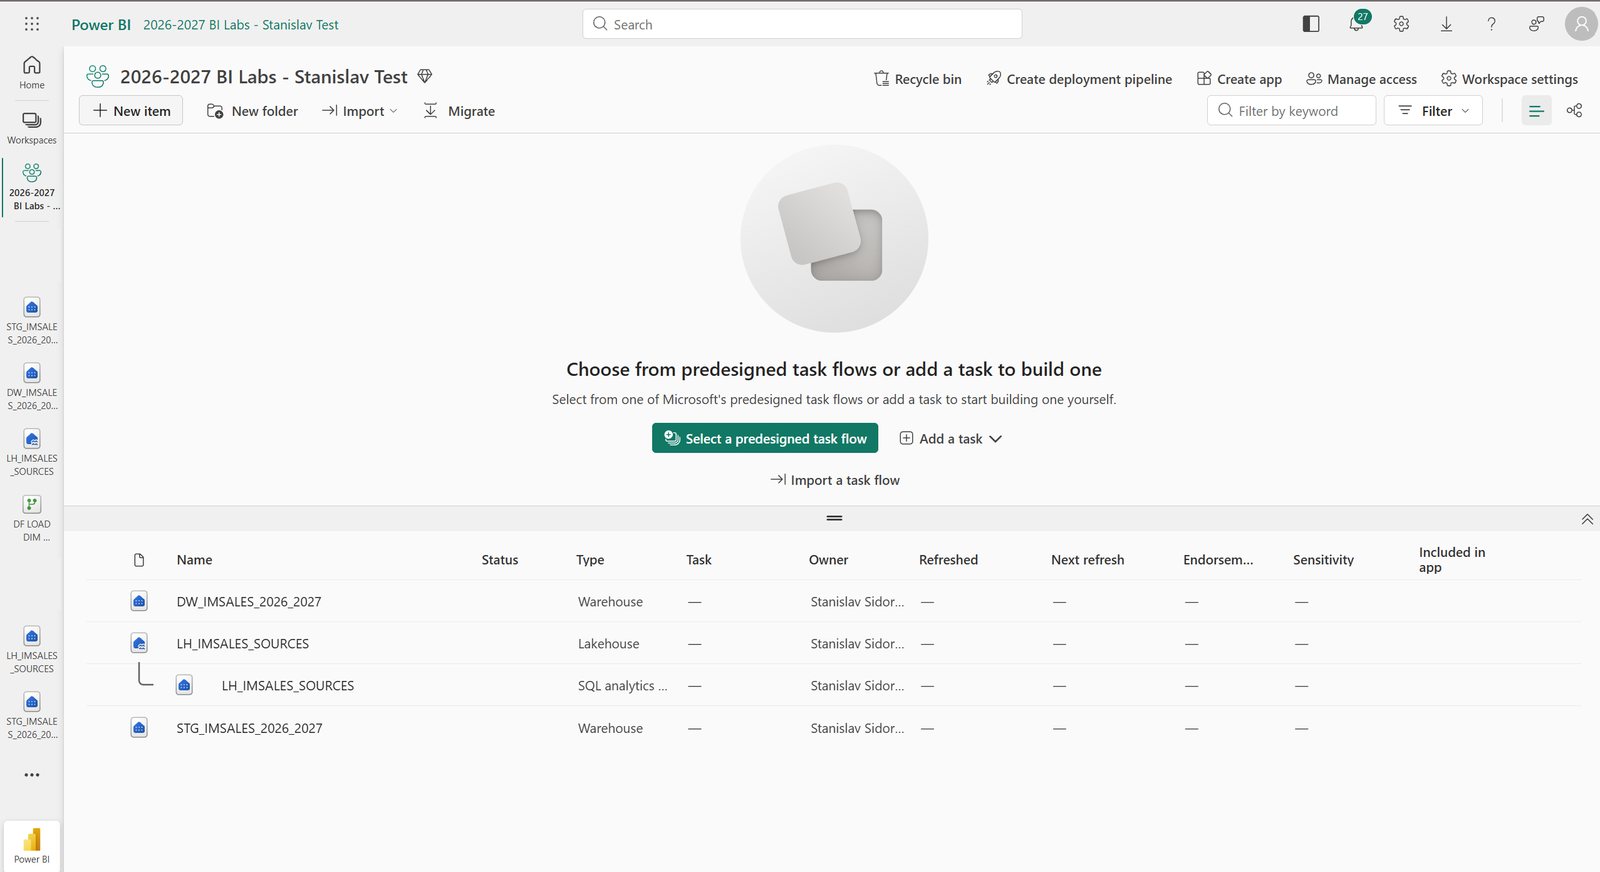 Power BI
2026-2027 BI Labs - Stanislav Test
Search
27
Home
Workspaces
2026-2027
BI Labs - ...
STG_IMSALE
S_2026_20...
DW_IMSALE
S_2026_20...
LH_IMSALES
_SOURCES
DF LOAD
DIM ...
LH_IMSALES
_SOURCES
STG_IMSALE
S_2026_20...
Power BI
2026-2027 BI Labs - Stanislav Test
Recycle bin
Create deployment pipeline
Create app
Manage access
Workspace settings
New item
New folder
Import
Migrate
Filter by keyword
Filter
Choose from predesigned task flows or add a task to build one
Select from one of Microsoft's predesigned task flows or add a task to start building one yourself.
Select a predesigned task flow
Add a task
Import a task flow
Name Status Type Task Owner Refreshed Next refresh Endorsem... Sensitivity Included in
app
DW_IMSALES_2026_2027 Warehouse — Stanislav Sidor... — — — —
LH_IMSALES_SOURCES Lakehouse — Stanislav Sidor... — — — —
LH_IMSALES_SOURCES SQL analytics ... — Stanislav Sidor... — — — —
STG_IMSALES_2026_2027 Warehouse — Stanislav Sidor... — — — —